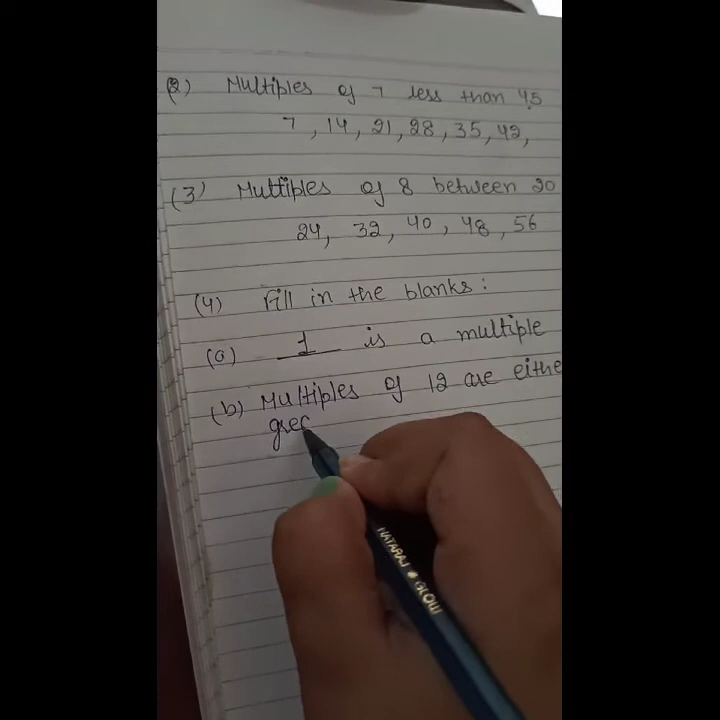 (2) Multiples of 7 less than 45
7, 14, 21, 28, 35, 42,
(3) Multiples of 8 between 20
24, 32, 40, 48, 56
(4) Fill in the blanks:
(a) 1 is a multiple
(b) Multiples of 12 are eithe
grec
NATARAJ GLOW